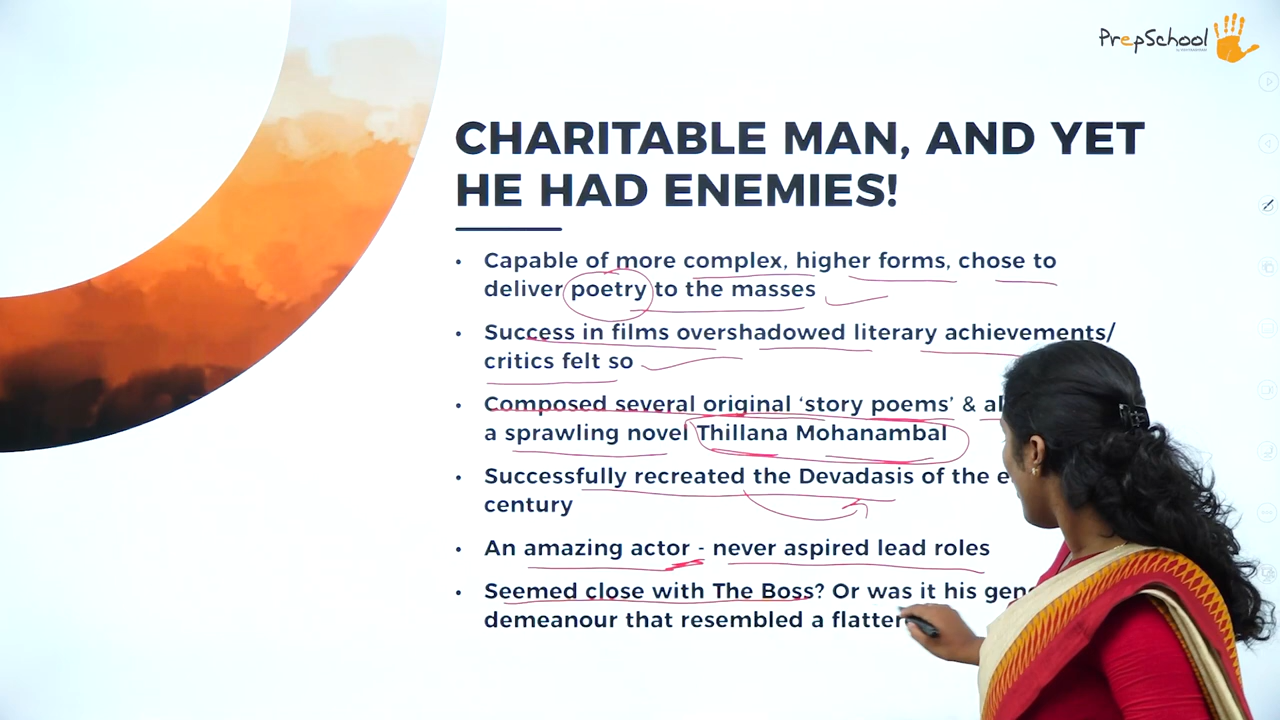 PrepSchool
CHARITABLE MAN, AND YET
HE HAD ENEMIES!
• Capable of more complex, higher forms, chose to
deliver poetry to the masses
• Success in films overshadowed literary achievements/
critics felt so
• Composed several original ‘story poems’ &
a sprawling novel Thillana Mohanambal
• Successfully recreated the Devadasis of the
century
• An amazing actor - never aspired lead roles
• Seemed close with The Boss? Or was it his
demeanour that resembled a